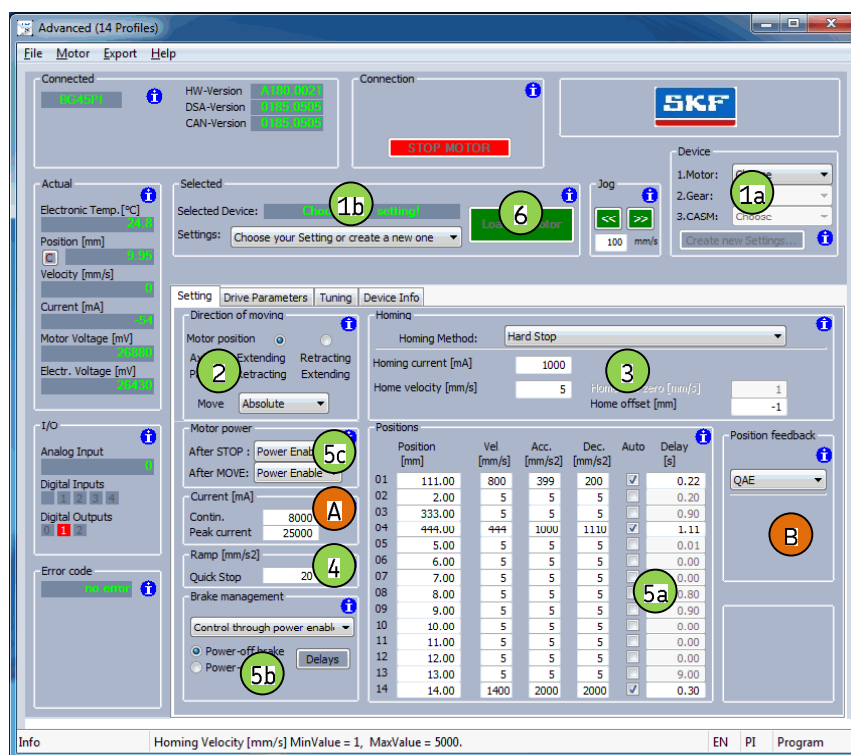 Advanced (14 Profiles)
File Motor Export Help
Connected
BG45PI
HW-Version A180.0021
DSA-Version 0185.0505
CAN-Version 0185.0505
Connection
STOP MOTOR
SKF
Device
1.Motor:
2.Gear:
3.CASM: Choose
Create new Settings...
1a
Actual
Electronic Temp.[°C]
24.8
Position [mm]
C 9.95
Velocity [mm/s]
0
Current [mA]
-54
Motor Voltage [mV]
26880
Electr. Voltage [mV]
26430
Selected
Selected Device: setting!
Settings: Choose your Setting or create a new one
1b
6
Jog
<< >>
100 mm/s
Setting Drive Parameters Tuning Device Info
Direction of moving
Motor position
Extending Retracting
Retracting Extending
Move Absolute
2
Homing
Homing Method: Hard Stop
Homing current [mA] 1000
Home velocity [mm/s] 5
[mm/s] 1
Home offset [mm] -1
3
I/O
Analog Input
0
Digital Inputs
1 2 3 4
Digital Outputs
0 1 2
Error code
no error
Motor power
After STOP : Power
After MOVE: Power Enable
5c
Current [mA]
Contin. 8000
Peak current 25000
A
Ramp [mm/s2]
Quick Stop 20
4
Brake management
Control through power enable
Power-off brake
Delays
5b
Positions
Position [mm] Vel [mm/s] Acc. [mm/s2] Dec. [mm/s2] Auto Delay [s]
01 111.00 800 399 200 0.22
02 2.00 5 5 5 0.20
03 333.00 5 5 5 0.90
04 444.00 444 1000 1110 1.11
05 5.00 5 5 5 0.01
06 6.00 5 5 5 0.00
07 7.00 5 5 5 0.00
08 8.00 5 5 5 0.80
09 9.00 5 5 5 0.90
10 10.00 5 5 5 0.00
11 11.00 5 5 5 0.00
12 12.00 5 5 5 0.00
13 13.00 5 5 5 9.00
14 14.00 1400 2000 2000 0.30
5a
Position feedback
QAE
B
Info Homing Velocity [mm/s] MinValue = 1, MaxValue = 5000. EN PI Program